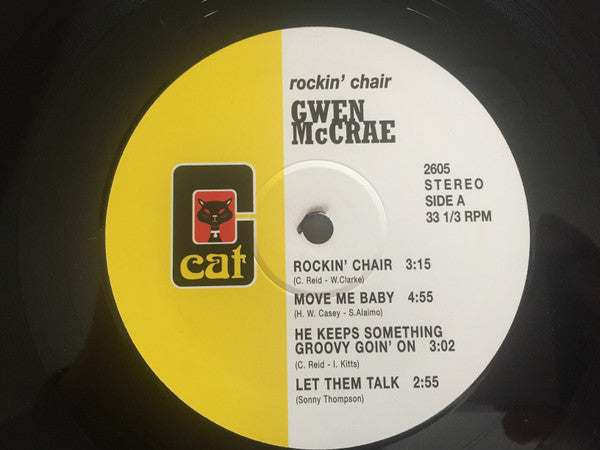 rockin' chair
GWEN
McCRAE
2605
STEREO
SIDE A
33 1/3 RPM
cat
ROCKIN' CHAIR 3:15
(C. Reid - W.Clarke)
MOVE ME BABY 4:55
(H. W. Casey - S.Alaimo)
HE KEEPS SOMETHING
GROOVY GOIN' ON 3:02
(C. Reid - I. Kitts)
LET THEM TALK 2:55
(Sonny Thompson)